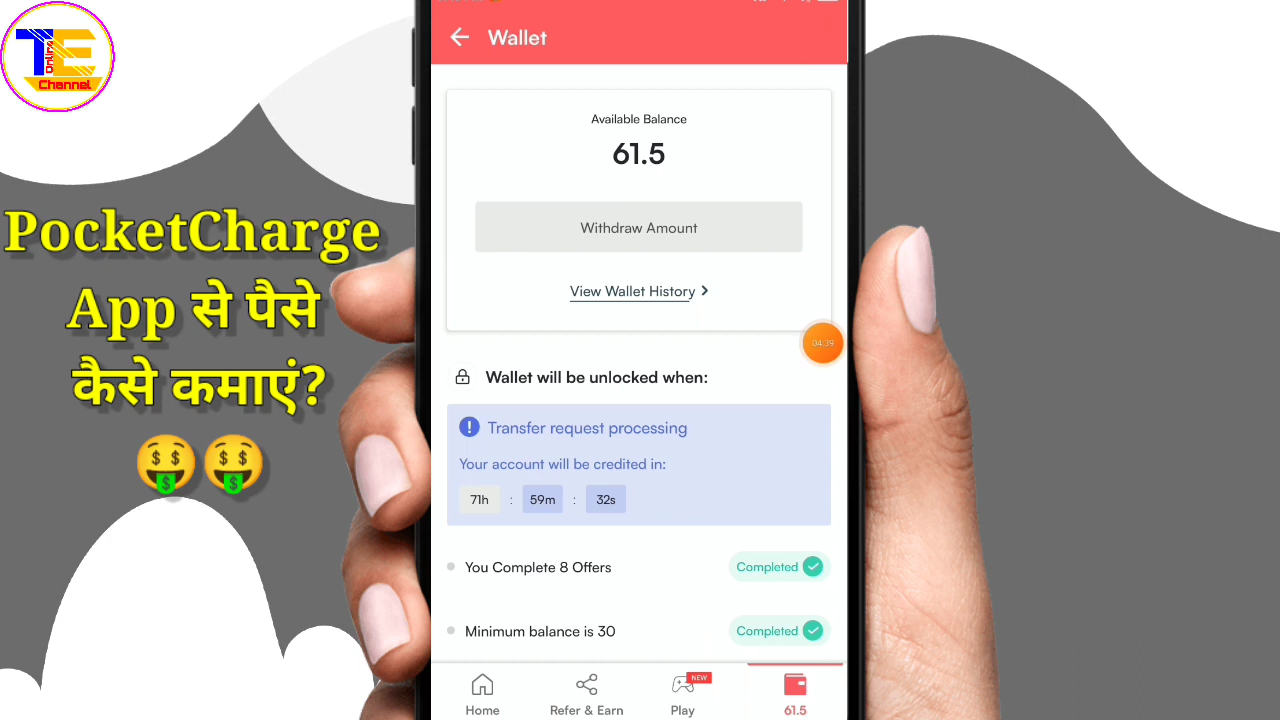 TE
Online
Channel
PocketCharge
App से पैसे
कैसे कमाएं?
Wallet
Available Balance
61.5
Withdraw Amount
View Wallet History
04:39
Wallet will be unlocked when:
Transfer request processing
Your account will be credited in:
71h : 59m : 32s
You Complete 8 Offers Completed
Minimum balance is 30 Completed
NEW
Home Refer & Earn Play 61.5